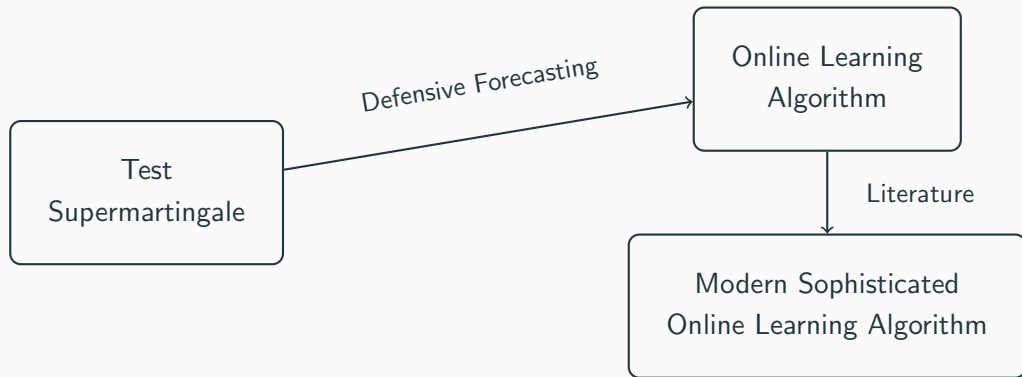 Test
Supermartingale
Defensive Forecasting
Online Learning
Algorithm
Literature
Modern Sophisticated
Online Learning Algorithm